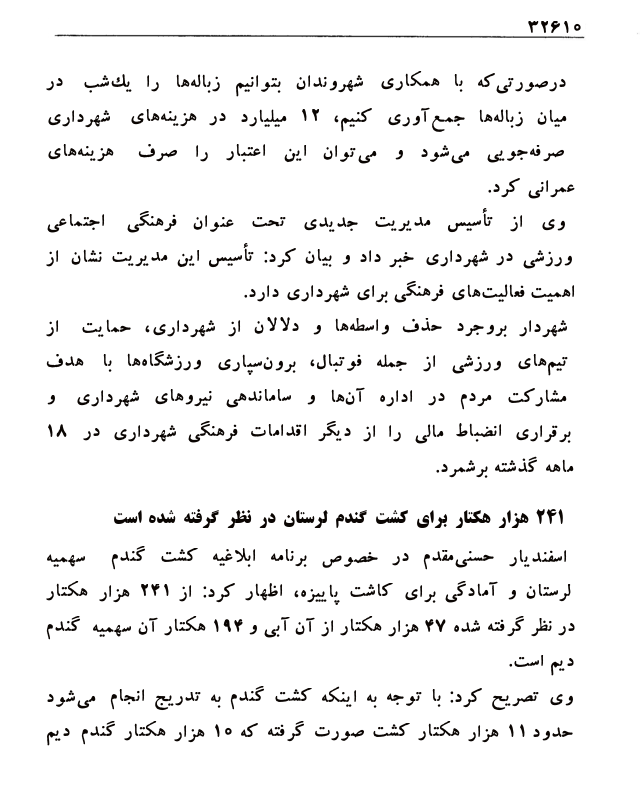 ۳۲۶۱۰
درصورتی‌که با همکاری شهروندان بتوانیم زباله‌ها را یك‌شب در
میان زباله‌ها جمع‌آوری کنیم، ۱۲ میلیارد در هزینه‌های شهرداری
صرفه‌جویی می‌شود و می‌توان این اعتبار را صرف هزینه‌های
عمرانی کرد.
وی از تأسیس مدیریت جدیدی تحت عنوان فرهنگی اجتماعی
ورزشی در شهرداری خبر داد و بیان کرد: تأسیس این مدیریت نشان از
اهمیت فعالیت‌های فرهنگی برای شهرداری دارد.
شهردار بروجرد حذف واسطه‌ها و دلالان از شهرداری، حمایت از
تیم‌های ورزشی از جمله فوتبال، برون‌سپاری ورزشگاه‌ها با هدف
مشارکت مردم در اداره آن‌ها و ساماندهی نیروهای شهرداری و
برقراری انضباط مالی را از دیگر اقدامات فرهنگی شهرداری در ۱۸
ماهه گذشته برشمرد.
۲۴۱ هزار هکتار برای کشت گندم لرستان در نظر گرفته شده است
اسفندیار حسنی‌مقدم در خصوص برنامه ابلاغیه کشت گندم سهمیه
لرستان و آمادگی برای کاشت پاییزه، اظهار کرد: از ۲۴۱ هزار هکتار
در نظر گرفته شده ۴۷ هزار هکتار از آن آبی و ۱۹۴ هکتار آن سهمیه گندم
دیم است.
وی تصریح کرد: با توجه به اینکه کشت گندم به تدریج انجام می‌شود
حدود ۱۱ هزار هکتار کشت صورت گرفته که ۱۰ هزار هکتار گندم دیم